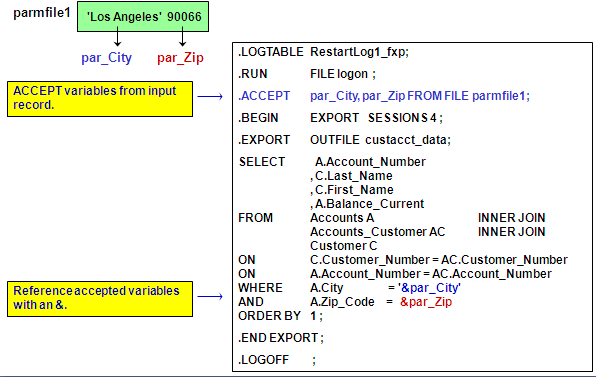 parmfile1 'Los Angeles' 90066
par_City par_Zip
ACCEPT variables from input
record.
Reference accepted variables
with an &.
.LOGTABLE RestartLog1_fxp;
.RUN FILE logon ;
.ACCEPT par_City, par_Zip FROM FILE parmfile1;
.BEGIN EXPORT SESSIONS 4 ;
.EXPORT OUTFILE custacct_data;
SELECT A.Account_Number
, C.Last_Name
, C.First_Name
, A.Balance_Current
FROM Accounts A INNER JOIN
Accounts_Customer AC INNER JOIN
Customer C
ON C.Customer_Number = AC.Customer_Number
ON A.Account_Number = AC.Account_Number
WHERE A.City = '&par_City'
AND A.Zip_Code = &par_Zip
ORDER BY 1 ;
.END EXPORT ;
.LOGOFF ;